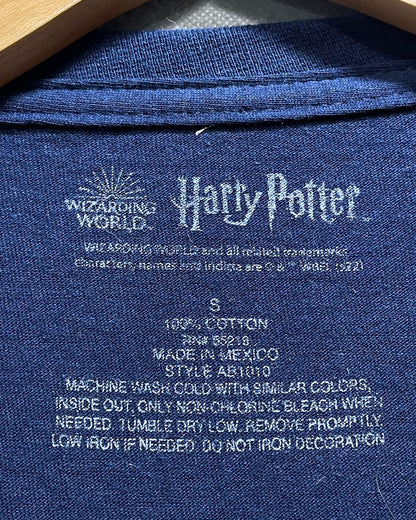 WIZARDING
WORLD
Harry Potter
WIZARDING WORLD and all related trademarks,
characters, names and indicia are © & ™ WBEI. (s22)
S
100% COTTON
RN# 55219
MADE IN MEXICO
STYLE AB1010
MACHINE WASH COLD WITH SIMILAR COLORS,
INSIDE OUT. ONLY NON-CHLORINE BLEACH WHEN
NEEDED. TUMBLE DRY LOW. REMOVE PROMPTLY.
LOW IRON IF NEEDED. DO NOT IRON DECORATION